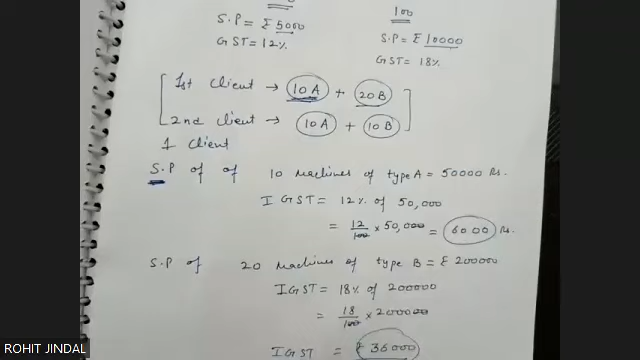 100
S.P = ₹ 5000
S.P = ₹ 10000
GST = 12%
GST = 18%
1st client → 10 A + 20 B
2nd client → 10 A + 10 B
1 client
S.P of of 10 machines of type A = 50000 Rs.
I GST = 12% of 50,000
= 12/100 × 50,000 = 6000 Rs.
S.P of 20 machines of type B = ₹ 200000
IGST = 18% of 200000
= 18/100 × 200000
IGST = ₹ 36000
ROHIT JINDAL